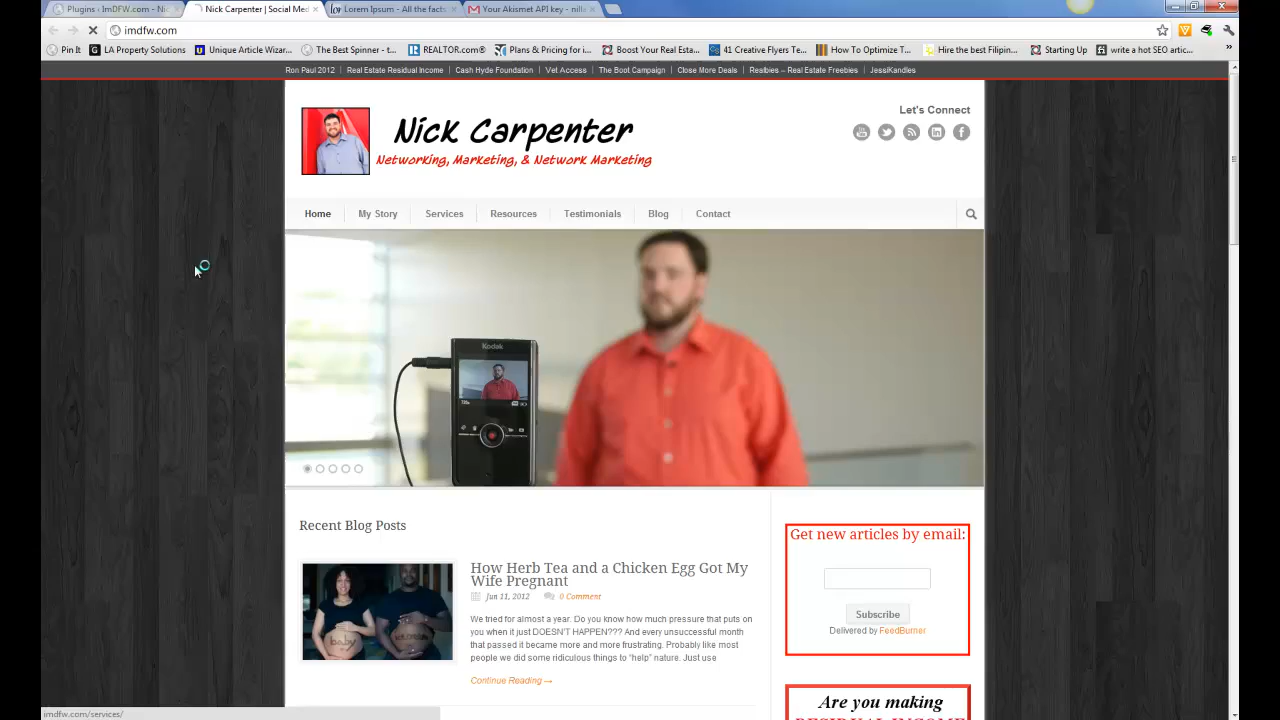 Plugins ‹ ImDFW.com - Nic
Nick Carpenter | Social Med
Lorem Ipsum - All the facts
Your Akismet API key - nilla
imdfw.com
Pin It
LA Property Solutions
Unique Article Wizar...
The Best Spinner - t...
REALTOR.com®
Plans & Pricing for i...
Boost Your Real Esta...
41 Creative Flyers Te...
How To Optimize T...
Hire the best Filipin...
Starting Up
write a hot SEO artic...
»
Ron Paul 2012 | Real Estate Residual Income | Cash Hyde Foundation | Vet Access | The Boot Campaign | Close More Deals | Realbies – Real Estate Freebies | JessiKandles
Let's Connect
Nick Carpenter
Networking, Marketing, & Network Marketing
Home
My Story
Services
Resources
Testimonials
Blog
Contact
Kodak
Recent Blog Posts
How Herb Tea and a Chicken Egg Got My
Wife Pregnant
Jun 11, 2012
0 Comment
We tried for almost a year. Do you know how much pressure that puts on
you when it just DOESN'T HAPPEN??? And every unsuccessful month
that passed it became more and more frustrating. Probably like most
people we did some ridiculous things to "help" nature. Just use
Continue Reading →
baby
Get new articles by email:
Subscribe
Delivered by FeedBurner
Are you making
RESIDUAL INCOME
imdfw.com/services/